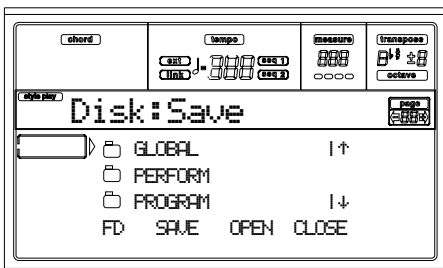 chord tempo measure transpose
ext seq 1
link seq 2
octave
style play
Disk:Save
page
GLOBAL
PERFORM
PROGRAM
FD SAVE OPEN CLOSE